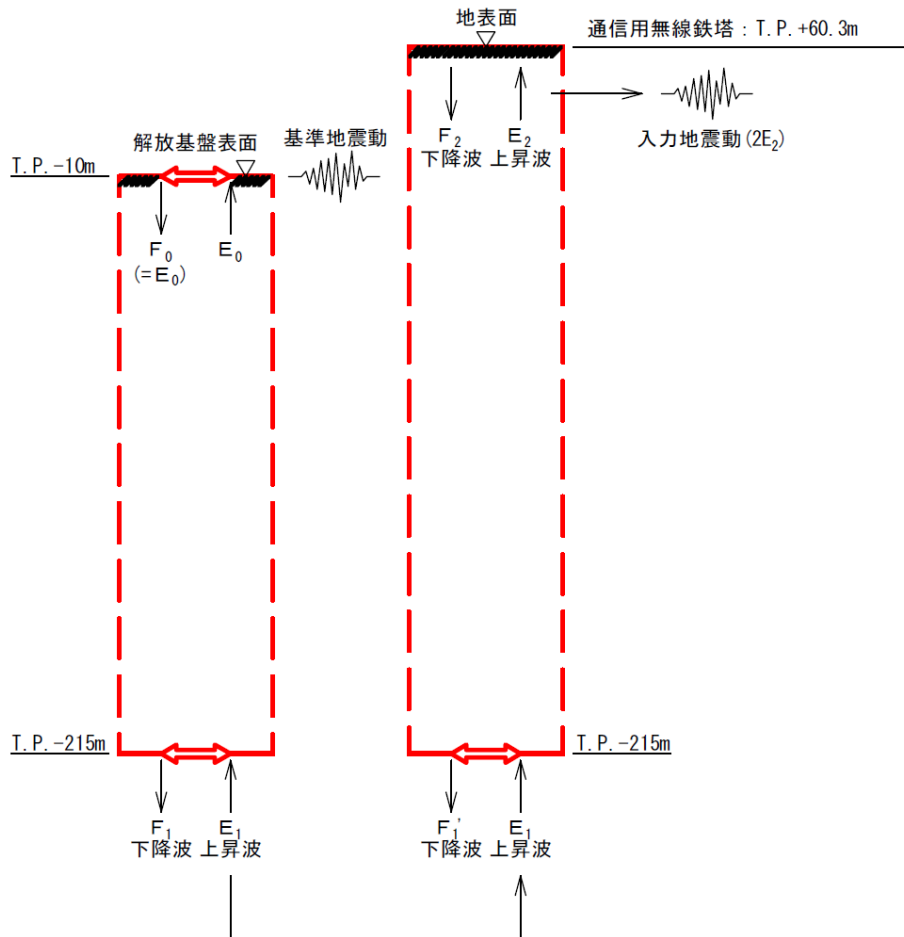 地表面
通信用無線鉄塔：T.P.+60.3m
解放基盤表面
基準地震動
T.P.-10m
F₂
下降波
E₂
上昇波
入力地震動(2E₂)
F₀
(=E₀)
E₀
T.P.-215m
T.P.-215m
F₁
下降波
E₁
上昇波
F₁'
下降波
E₁
上昇波